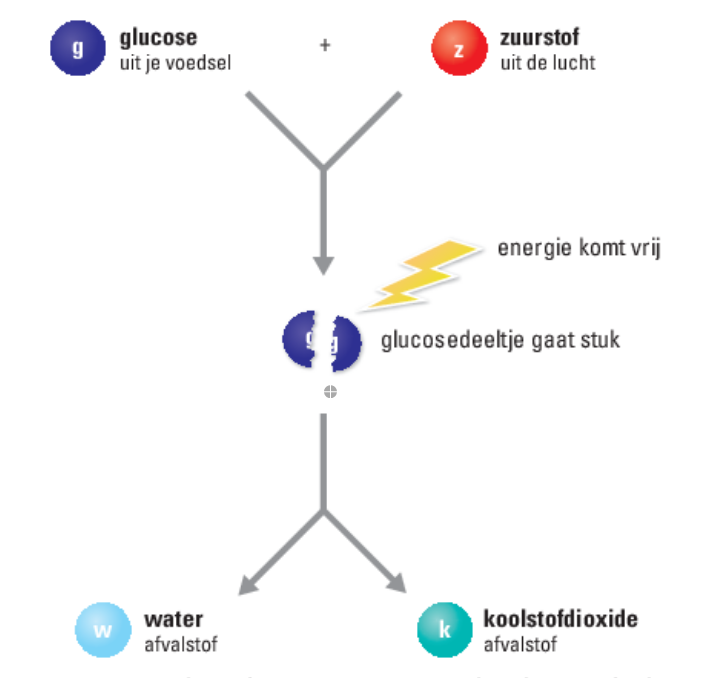 g glucose + z zuurstof
uit je voedsel uit de lucht
energie komt vrij
g g glucosedeeltje gaat stuk
w water k koolstofdioxide
afvalstof afvalstof